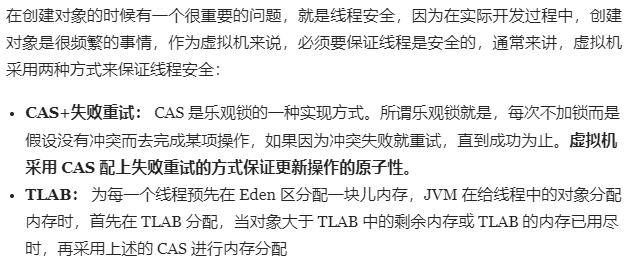 在创建对象的时候有一个很重要的问题，就是线程安全，因为在实际开发过程中，创建
对象是很频繁的事情，作为虚拟机来说，必须要保证线程是安全的，通常来讲，虚拟机
采用两种方式来保证线程安全：
• CAS+失败重试： CAS 是乐观锁的一种实现方式。所谓乐观锁就是，每次不加锁而是
假设没有冲突而去完成某项操作，如果因为冲突失败就重试，直到成功为止。虚拟机
采用 CAS 配上失败重试的方式保证更新操作的原子性。
• TLAB： 为每一个线程预先在 Eden 区分配一块儿内存，JVM 在给线程中的对象分配
内存时，首先在 TLAB 分配，当对象大于 TLAB 中的剩余内存或 TLAB 的内存已用尽
时，再采用上述的 CAS 进行内存分配